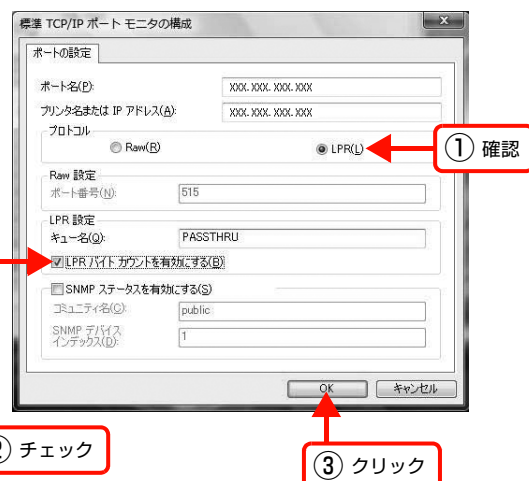 標準 TCP/IP ポート モニタの構成
ポートの設定
ポート名(P): XXX. XXX. XXX. XXX
プリンタ名または IP アドレス(A): XXX. XXX. XXX. XXX
プロトコル
Raw(R) LPR(L)
① 確認
Raw 設定
ポート番号(N): 515
LPR 設定
キュー名(Q): PASSTHRU
LPR バイト カウントを有効にする(B)
SNMP ステータスを有効にする(S)
コミュニティ名(C): public
SNMP デバイス
インデックス(D): 1
OK キャンセル
② チェック
③ クリック